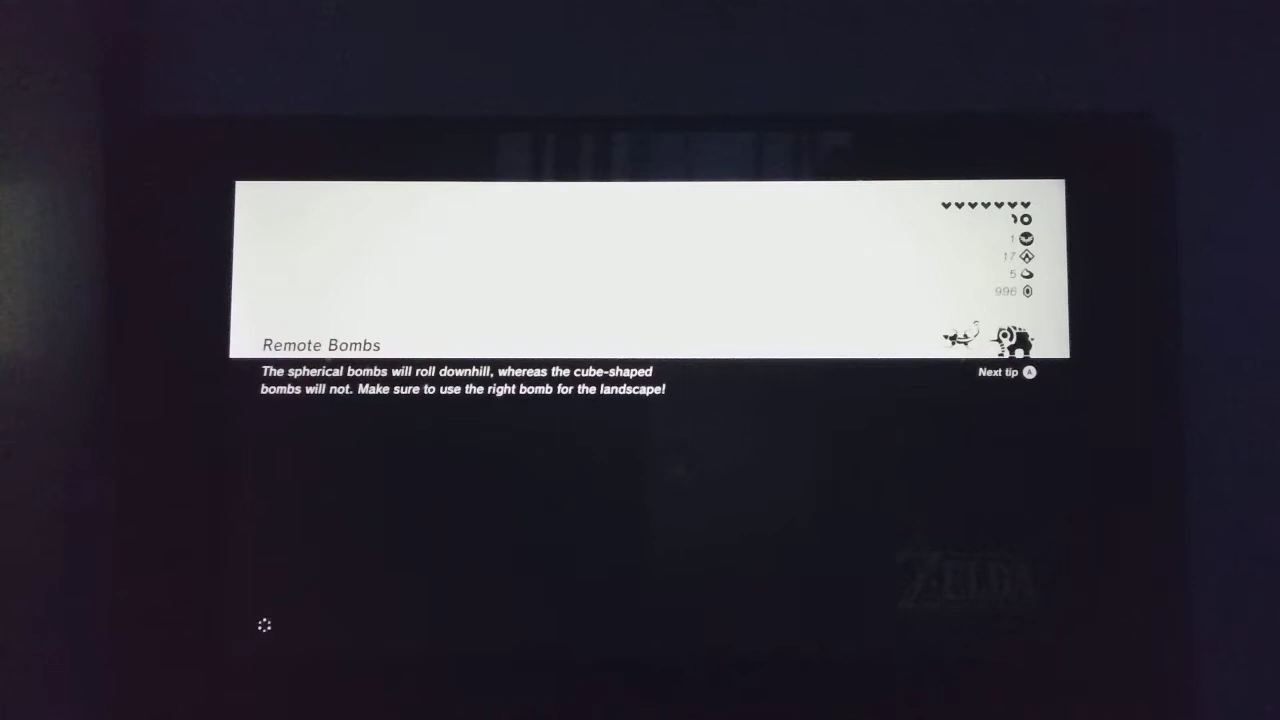 1
17
5
996
Remote Bombs
The spherical bombs will roll downhill, whereas the cube-shaped
bombs will not. Make sure to use the right bomb for the landscape!
Next tip A
ZELDA